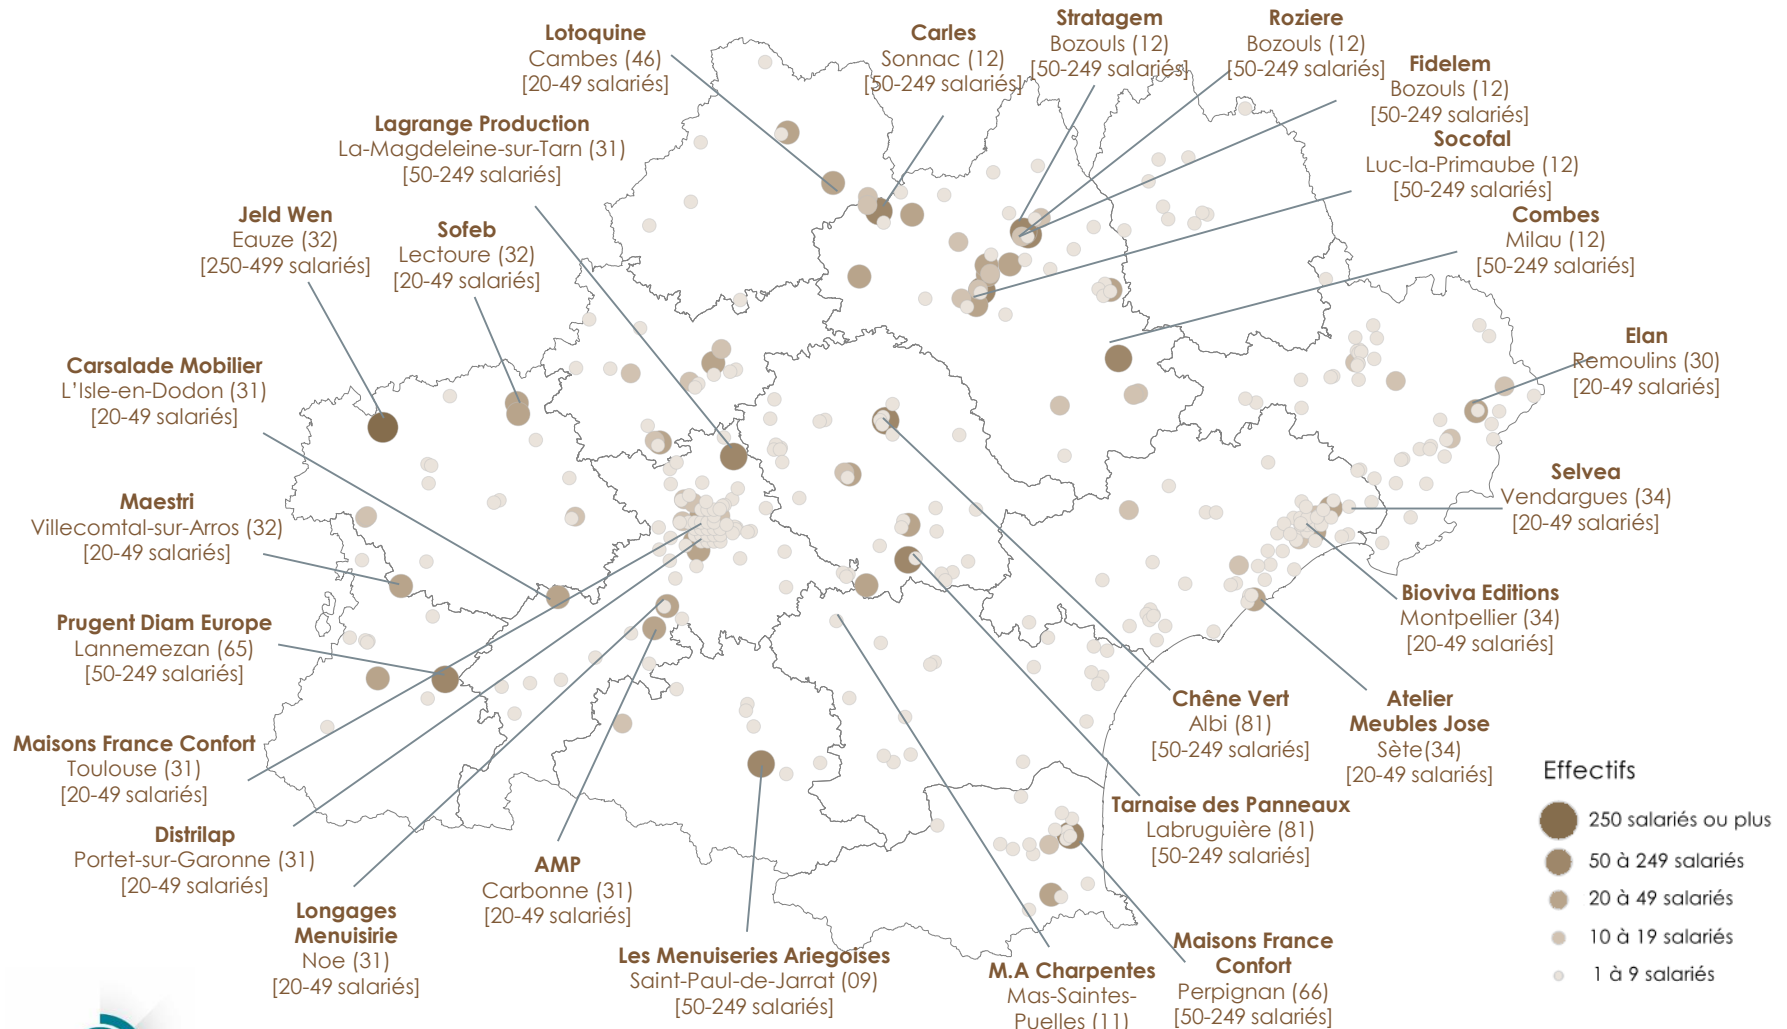 Lotoquine
Cambes (46)
[20-49 salariés]
Carles
Sonnac (12)
[50-249 salariés]
Stratagem
Bozouls (12)
[50-249 salariés]
Roziere
Bozouls (12)
[50-249 salariés]
Fidelem
Bozouls (12)
[50-249 salariés]
Lagrange Production
La-Magdeleine-sur-Tarn (31)
[50-249 salariés]
Socofal
Luc-la-Primaube (12)
[50-249 salariés]
Jeld Wen
Eauze (32)
[250-499 salariés]
Sofeb
Lectoure (32)
[20-49 salariés]
Combes
Milau (12)
[50-249 salariés]
Elan
Remoulins (30)
[20-49 salariés]
Carsalade Mobilier
L'Isle-en-Dodon (31)
[20-49 salariés]
Selvea
Vendargues (34)
[20-49 salariés]
Maestri
Villecomtal-sur-Arros (32)
[20-49 salariés]
Bioviva Editions
Montpellier (34)
[20-49 salariés]
Prugent Diam Europe
Lannemezan (65)
[50-249 salariés]
Chêne Vert
Albi (81)
[50-249 salariés]
Atelier
Meubles Jose
Sète(34)
[20-49 salariés]
Maisons France Confort
Toulouse (31)
[20-49 salariés]
Tarnaise des Panneaux
Labruguière (81)
[50-249 salariés]
Distrilap
Portet-sur-Garonne (31)
[20-49 salariés]
AMP
Carbonne (31)
[20-49 salariés]
Longages
Menuisirie
Noe (31)
[20-49 salariés]
Les Menuiseries Ariegoises
Saint-Paul-de-Jarrat (09)
[50-249 salariés]
M.A Charpentes
Mas-Saintes-
Puelles (11)
Maisons France
Confort
Perpignan (66)
[50-249 salariés]
Effectifs
250 salariés ou plus
50 à 249 salariés
20 à 49 salariés
10 à 19 salariés
1 à 9 salariés